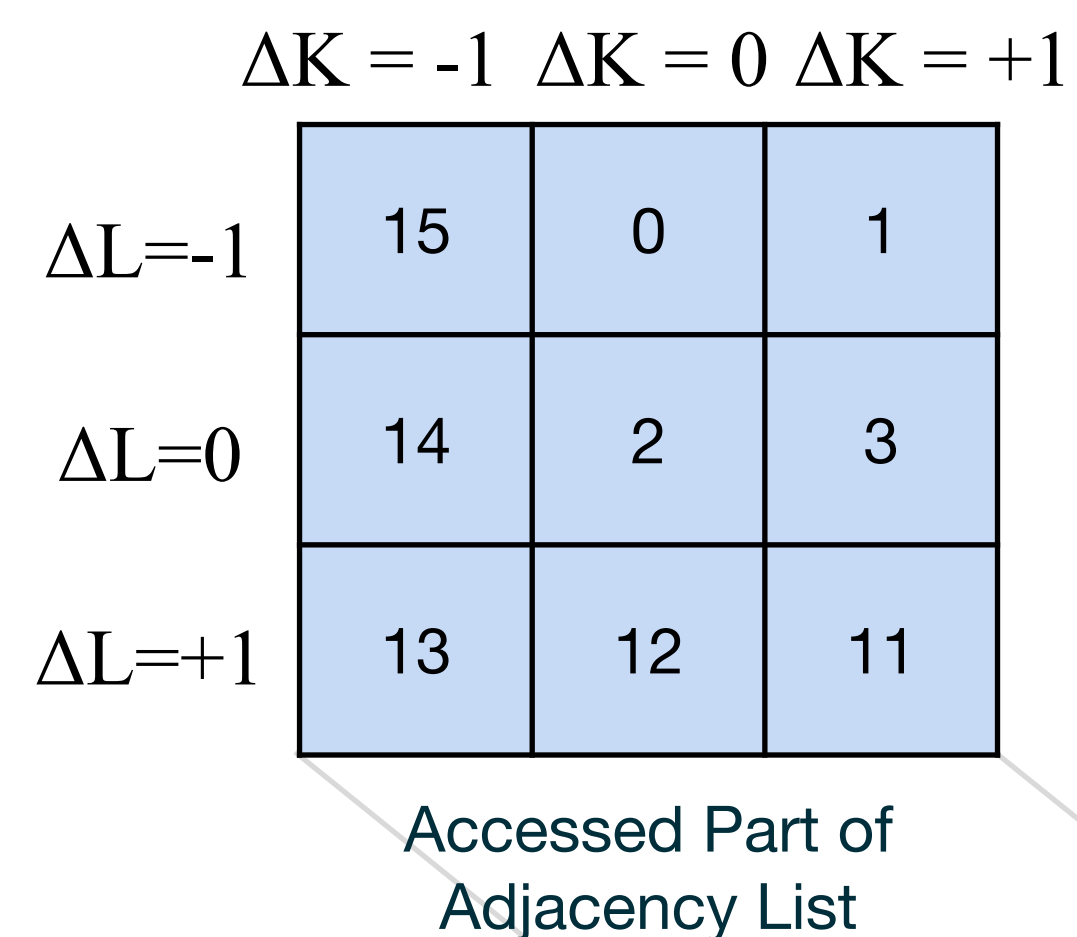 ΔK = -1 ΔK = 0 ΔK = +1
ΔL=-1 15 0 1
ΔL=0 14 2 3
ΔL=+1 13 12 11
Accessed Part of
Adjacency List